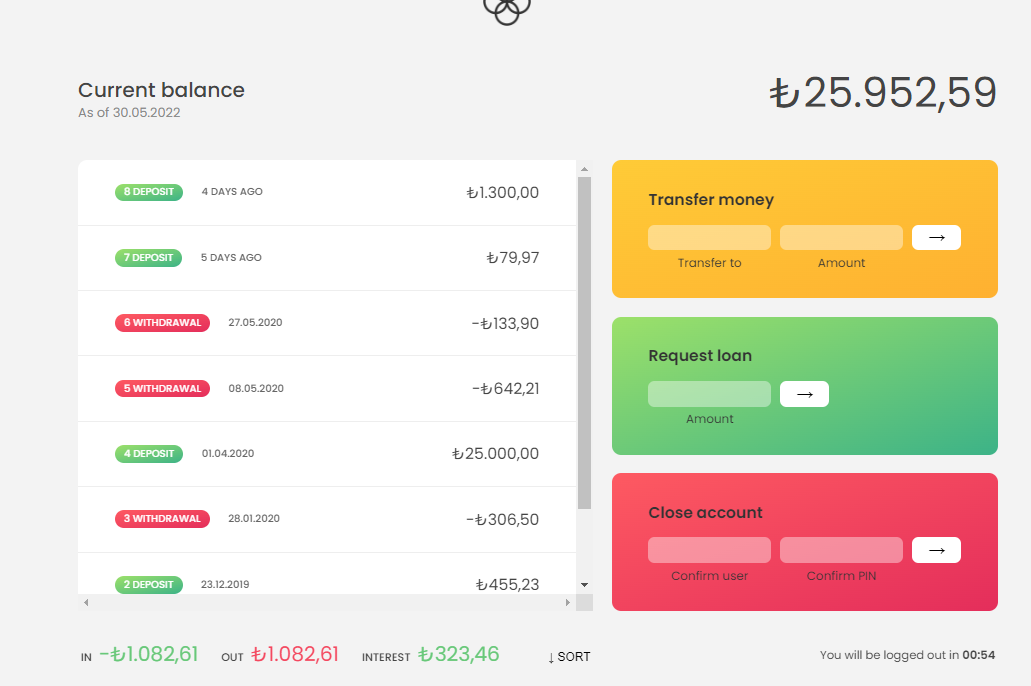 Current balance
As of 30.05.2022
₺25.952,59
8 DEPOSIT 4 DAYS AGO ₺1.300,00
7 DEPOSIT 5 DAYS AGO ₺79,97
6 WITHDRAWAL 27.05.2020 -₺133,90
5 WITHDRAWAL 08.05.2020 -₺642,21
4 DEPOSIT 01.04.2020 ₺25.000,00
3 WITHDRAWAL 28.01.2020 -₺306,50
2 DEPOSIT 23.12.2019 ₺455,23
Transfer money
→
Transfer to Amount
Request loan
→
Amount
Close account
→
Confirm user Confirm PIN
IN -₺1.082,61 OUT ₺1.082,61 INTEREST ₺323,46 ↓ SORT
You will be logged out in 00:54